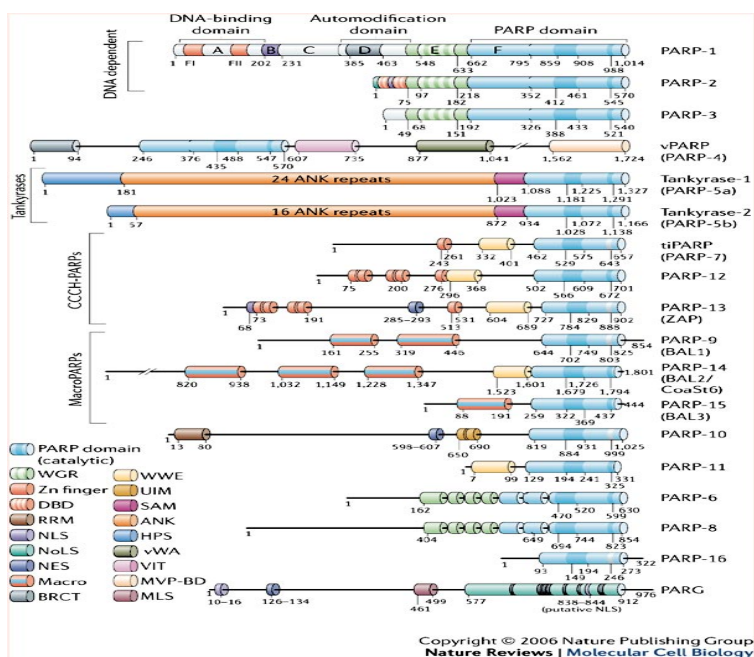 DNA-binding domain
Automodification domain
PARP domain
DNA dependent
A B C D E F
PARP-1
1 FI FII 202 231 385 463 548 633 662 795 859 908 988 1,014
PARP-2
1 75 97 182 218 352 412 461 545 570
PARP-3
1 49 68 151 192 326 388 433 520 540
vPARP
(PARP-4)
1 94 246 376 435 488 547 570 607 735 877 1,041 1,562 1,724
Tankyrases
24 ANK repeats
Tankyrase-1
(PARP-5a)
1 181 1.023 1.088 1,181 1,225 1,291 1,327
16 ANK repeats
Tankyrase-2
(PARP-5b)
1 57 872 934 1.028 1,072 1,138 1,166
CCCH-PARPs
tiPARP
(PARP-7)
1 243 261 332 401 462 529 575 643 657
PARP-12
1 75 200 276 296 368 502 566 609 672 701
PARP-13
(ZAP)
1 68 73 191 285–293 513 531 604 689 727 784 829 888 902
MacroPARPs
PARP-9
(BAL1)
1 161 255 319 446 644 702 749 803 825 854
PARP-14
(BAL2/
CoaSt6)
1 820 938 1,032 1,149 1,228 1,347 1,523 1,601 1,679 1,726 1,794 1,801
PARP-15
(BAL3)
1 88 191 259 322 369 437 444
PARP-10
1 13 80 598–607 650 690 819 884 931 999 1,025
PARP-11
1 7 99 129 194 241 325 331
PARP-6
1 162 470 520 599 630
PARP-8
1 404 649 694 744 823 854
PARP-16
1 93 149 194 246 273 322
PARG
1 10–16 126–134 461 499 577 838–844 912 976
(putative NLS)
PARP domain
(catalytic)
WGR
Zn finger
DBD
RRM
NLS
NoLS
NES
Macro
BRCT
WWE
UIM
SAM
ANK
HPS
vWA
VIT
MVP-BD
MLS
Copyright © 2006 Nature Publishing Group
Nature Reviews | Molecular Cell Biology